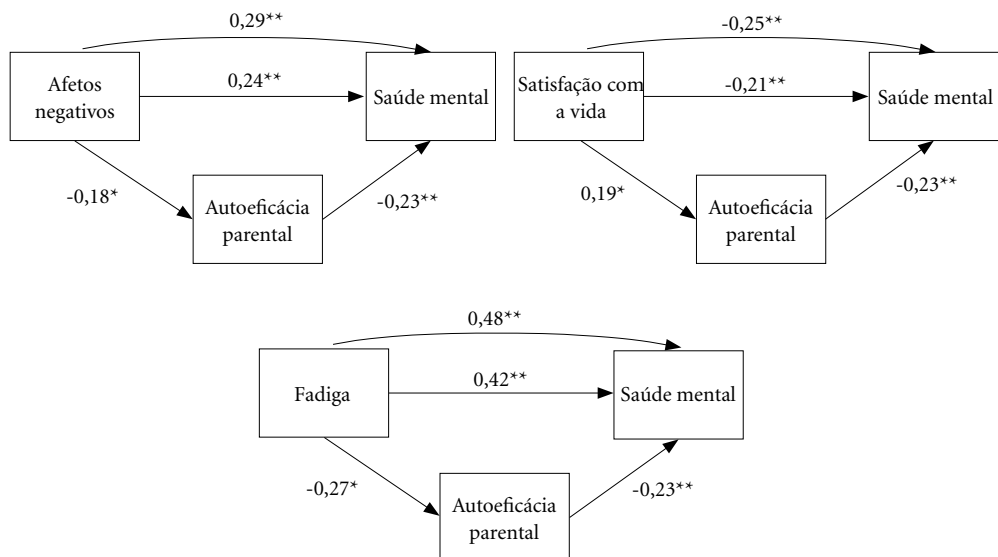 0,29**
Afetos
negativos
0,24**
Saúde mental
-0,18*
Autoeficácia
parental
-0,23**
-0,25**
Satisfação com
a vida
-0,21**
Saúde mental
0,19*
Autoeficácia
parental
-0,23**
0,48**
Fadiga
0,42**
Saúde mental
-0,27*
Autoeficácia
parental
-0,23**